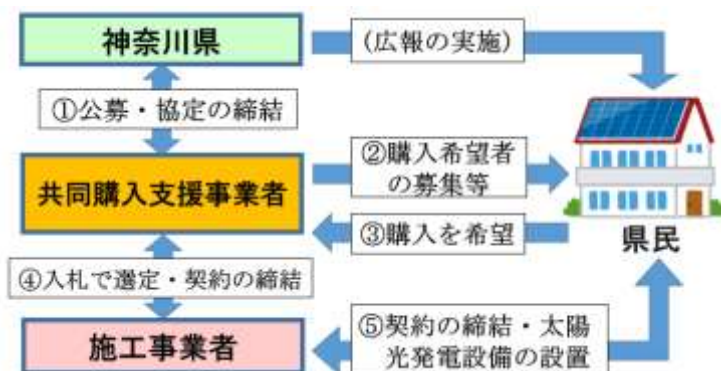 神奈川県
(広報の実施)
①公募・協定の締結
共同購入支援事業者
②購入希望者
の募集等
③購入を希望
県民
④入札で選定・契約の締結
施工事業者
⑤契約の締結・太陽
光発電設備の設置